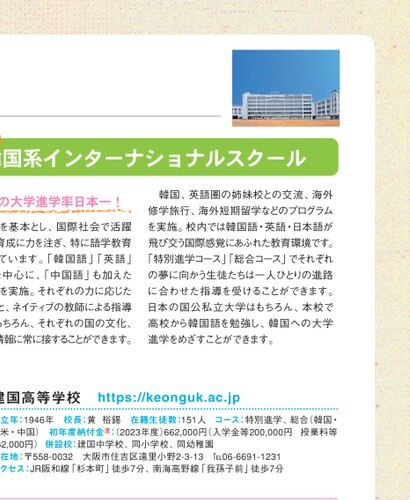 国系インターナショナルスクール
の大学進学率日本一！
を基本とし、国際社会で活躍
育成に力を注ぎ、特に語学教育
ています。「韓国語」「英語」
中心に、「中国語」も加えた
を実施。それぞれの力に応じた
と、ネイティブの教師による指導
ちろん、それぞれの国の文化、
情報に常に接することができます。
韓国、英語圏の姉妹校との交流、海外
修学旅行、海外短期留学などのプログラム
を実施。校内では韓国語・英語・日本語が
飛び交う国際感覚にあふれた教育環境です。
「特別進学コース」「総合コース」でそれぞれ
の夢に向かう生徒たちは一人ひとりの進路
に合わせた指導を受けることができます。
日本の国公私立大学はもちろん、本校で
高校から韓国語を勉強し、韓国への大学
進学をめざすことができます。
建国高等学校 https://keonguk.ac.jp
立年：1946年 校長：黄 裕錫 在籍生徒数：151人 コース：特別進学、総合（韓国・
米・中国） 初年度納付金：（2023年度）662,000円（入学金等200,000円 授業料等
62,000円） 併設校：建国中学校、同小学校、同幼稚園
在地：〒558-0032 大阪市住吉区遠里小野2-3-13 ℡06-6691-1231
クセス：JR阪和線「杉本町」徒歩7分、南海高野線「我孫子前」徒歩7分